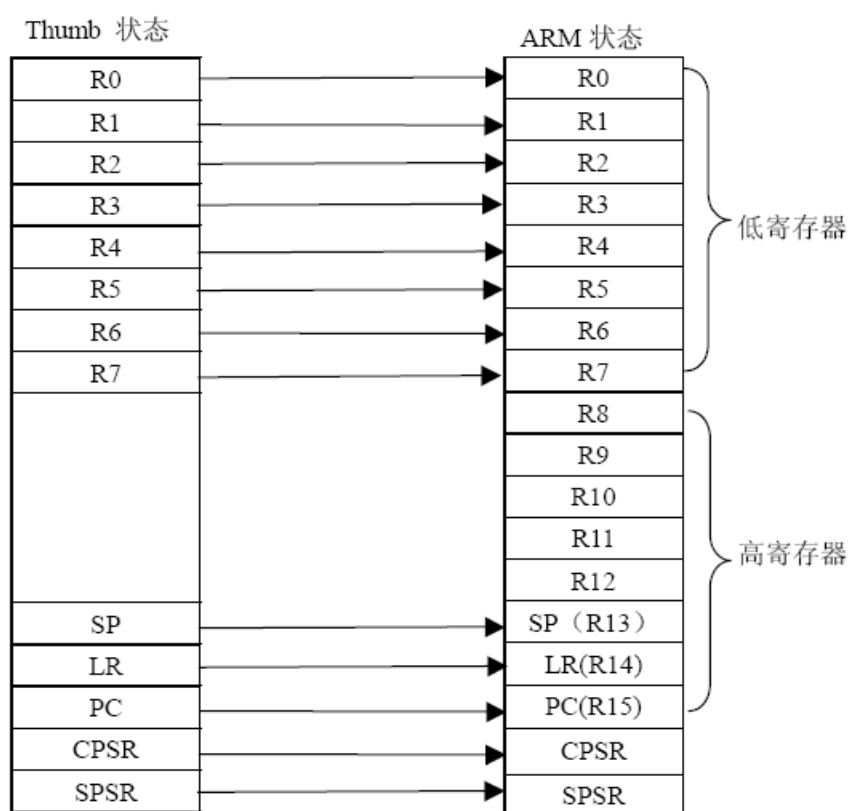 Thumb 状态
R0
R1
R2
R3
R4
R5
R6
R7
SP
LR
PC
CPSR
SPSR
ARM 状态
R0
R1
R2
R3
R4
R5
R6
R7
R8
R9
R10
R11
R12
SP（R13）
LR(R14)
PC(R15)
CPSR
SPSR
低寄存器
高寄存器